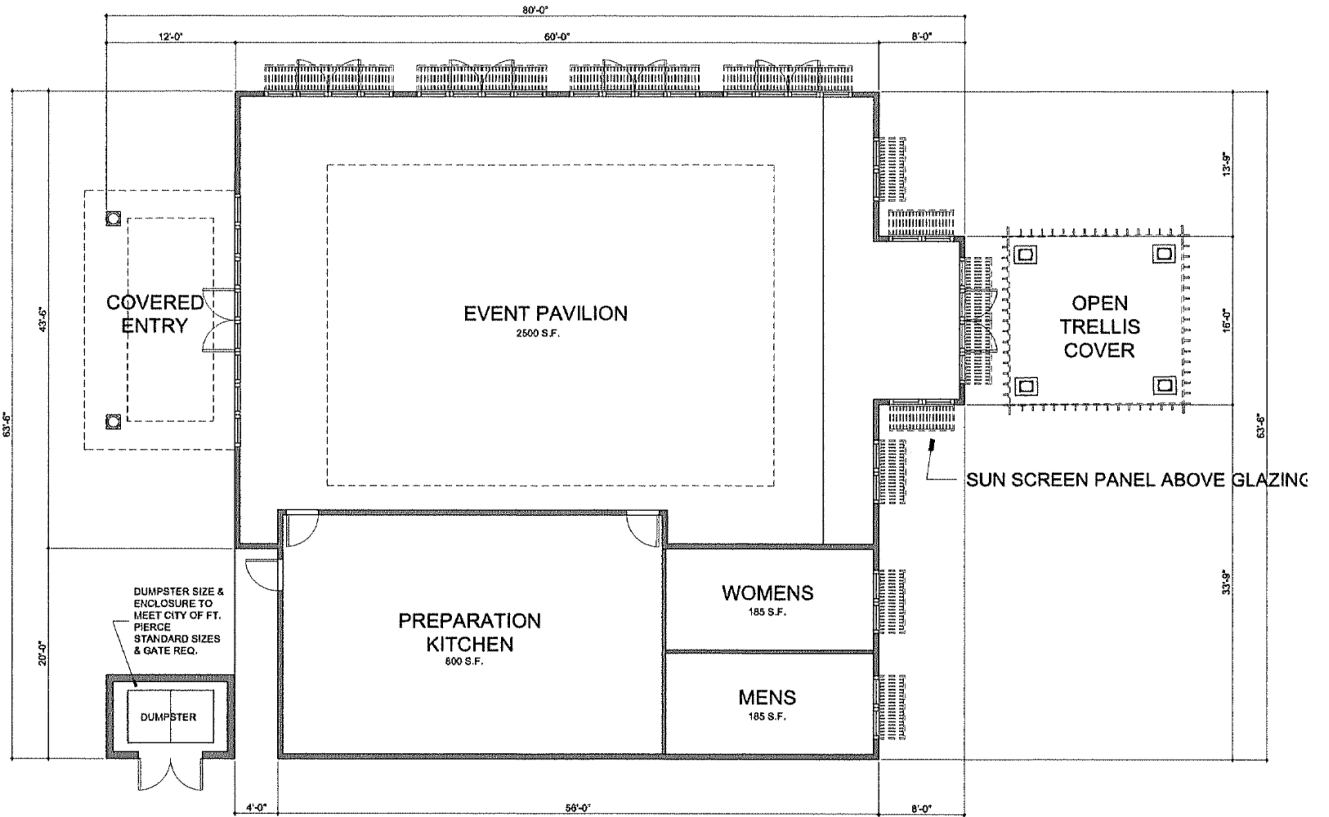 80'-0"
12'-0"
60'-0"
8'-0"
13'-9"
COVERED
ENTRY
EVENT PAVILION
2500 S.F.
OPEN
TRELLIS
COVER
43'-6"
16'-0"
63'-6"
63'-6"
SUN SCREEN PANEL ABOVE GLAZING
DUMPSTER SIZE &
ENCLOSURE TO
MEET CITY OF FT.
PIERCE
STANDARD SIZES
& GATE REQ.
PREPARATION
KITCHEN
800 S.F.
WOMENS
185 S.F.
33'-9"
20'-0"
MENS
185 S.F.
DUMPSTER
4'-0"
56'-0"
8'-0"